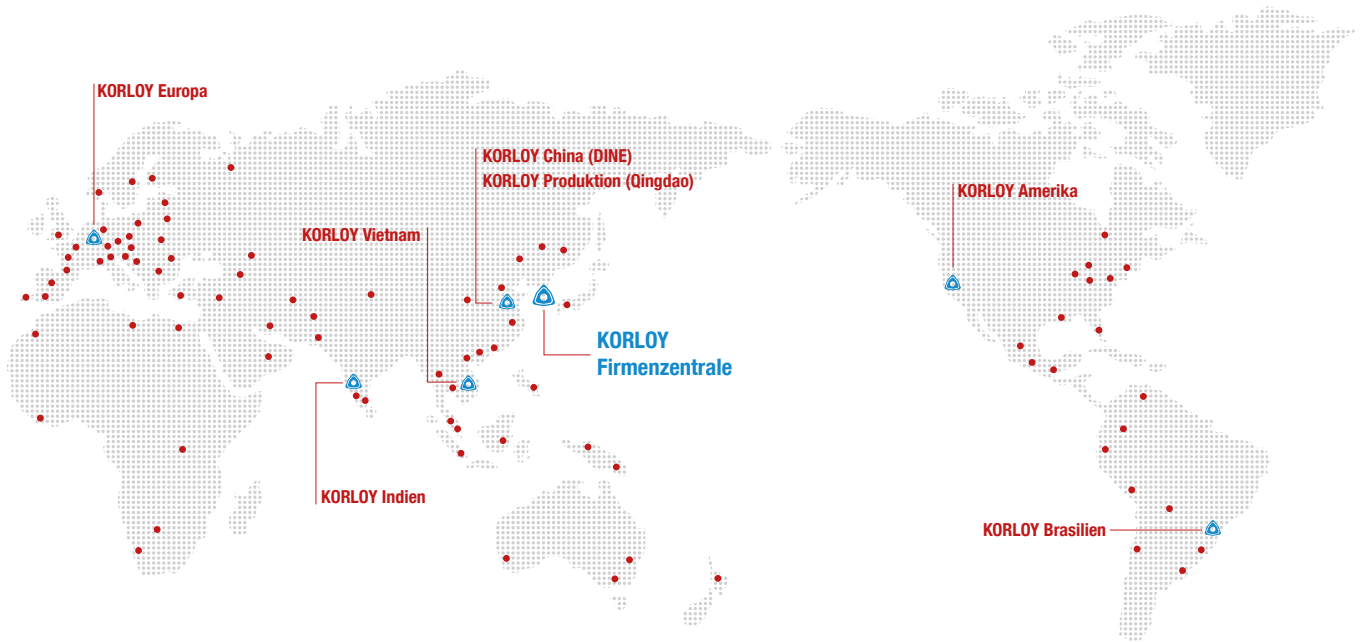 KORLOY Europa
KORLOY China (DINE)
KORLOY Produktion (Qingdao)
KORLOY Amerika
KORLOY Vietnam
KORLOY
Firmenzentrale
KORLOY Indien
KORLOY Brasilien